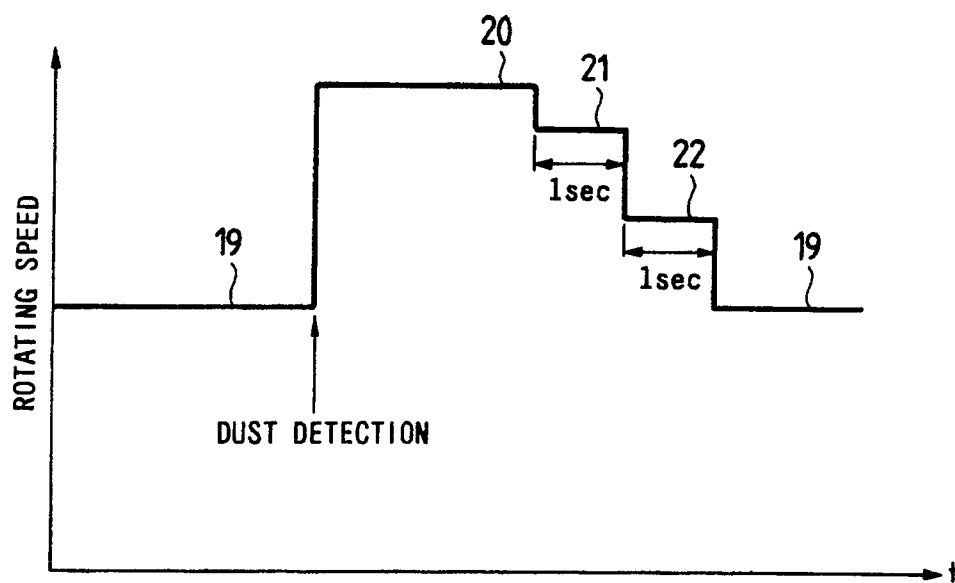 20
21
1sec
22
19
1sec
19
ROTATING SPEED
DUST DETECTION
t